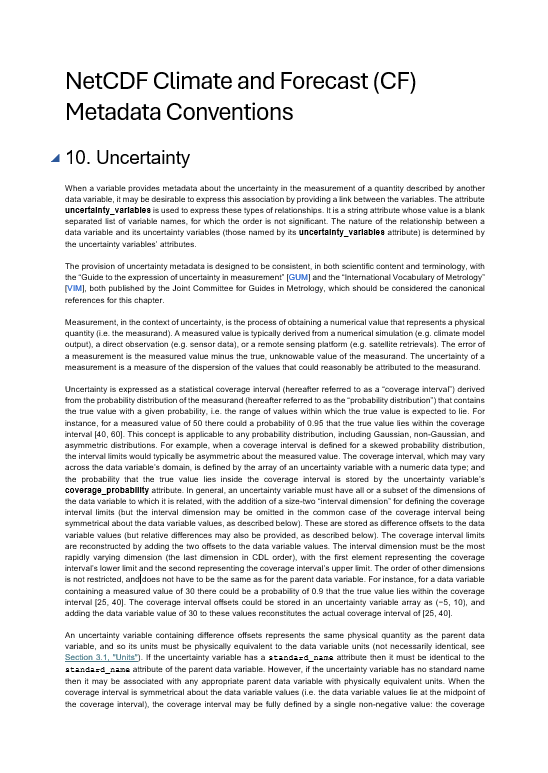 NetCDF Climate and Forecast (CF)
Metadata Conventions
10. Uncertainty
When a variable provides metadata about the uncertainty in the measurement of a quantity described by another
data variable, it may be desirable to express this association by providing a link between the variables. The attribute
uncertainty_variables is used to express these types of relationships. It is a string attribute whose value is a blank
separated list of variable names, for which the order is not significant. The nature of the relationship between a
data variable and its uncertainty variables (those named by its uncertainty_variables attribute) is determined by
the uncertainty variables' attributes.
The provision of uncertainty metadata is designed to be consistent, in both scientific content and terminology, with
the "Guide to the expression of uncertainty in measurement" [GUM] and the "International Vocabulary of Metrology"
[VIM], both published by the Joint Committee for Guides in Metrology, which should be considered the canonical
references for this chapter.
Measurement, in the context of uncertainty, is the process of obtaining a numerical value that represents a physical
quantity (i.e. the measurand). A measured value is typically derived from a numerical simulation (e.g. climate model
output), a direct observation (e.g. sensor data), or a remote sensing platform (e.g. satellite retrievals). The error of
a measurement is the measured value minus the true, unknowable value of the measurand. The uncertainty of a
measurement is a measure of the dispersion of the values that could reasonably be attributed to the measurand.
Uncertainty is expressed as a statistical coverage interval (hereafter referred to as a "coverage interval") derived
from the probability distribution of the measurand (hereafter referred to as the "probability distribution") that contains
the true value with a given probability, i.e. the range of values within which the true value is expected to lie. For
instance, for a measured value of 50 there could a probability of 0.95 that the true value lies within the coverage
interval [40, 60]. This concept is applicable to any probability distribution, including Gaussian, non-Gaussian, and
asymmetric distributions. For example, when a coverage interval is defined for a skewed probability distribution,
the interval limits would typically be asymmetric about the measured value. The coverage interval, which may vary
across the data variable's domain, is defined by the array of an uncertainty variable with a numeric data type; and
the probability that the true value lies inside the coverage interval is stored by the uncertainty variable's
coverage_probability attribute. In general, an uncertainty variable must have all or a subset of the dimensions of
the data variable to which it is related, with the addition of a size-two "interval dimension" for defining the coverage
interval limits (but the interval dimension may be omitted in the common case of the coverage interval being
symmetrical about the data variable values, as described below). These are stored as difference offsets to the data
variable values (but relative differences may also be provided, as described below). The coverage interval limits
are reconstructed by adding the two offsets to the data variable values. The interval dimension must be the most
rapidly varying dimension (the last dimension in CDL order), with the first element representing the coverage
interval's lower limit and the second representing the coverage interval's upper limit. The order of other dimensions
is not restricted, and does not have to be the same as for the parent data variable. For instance, for a data variable
containing a measured value of 30 there could be a probability of 0.9 that the true value lies within the coverage
interval [25, 40]. The coverage interval offsets could be stored in an uncertainty variable array as (−5, 10), and
adding the data variable value of 30 to these values reconstitutes the actual coverage interval of [25, 40].
An uncertainty variable containing difference offsets represents the same physical quantity as the parent data
variable, and so its units must be physically equivalent to the data variable units (not necessarily identical, see
Section 3.1, "Units"). If the uncertainty variable has a standard_name attribute then it must be identical to the
standard_name attribute of the parent data variable. However, if the uncertainty variable has no standard name
then it may be associated with any appropriate parent data variable with physically equivalent units. When the
coverage interval is symmetrical about the data variable values (i.e. the data variable values lie at the midpoint of
the coverage interval), the coverage interval may be fully defined by a single non-negative value: the coverage